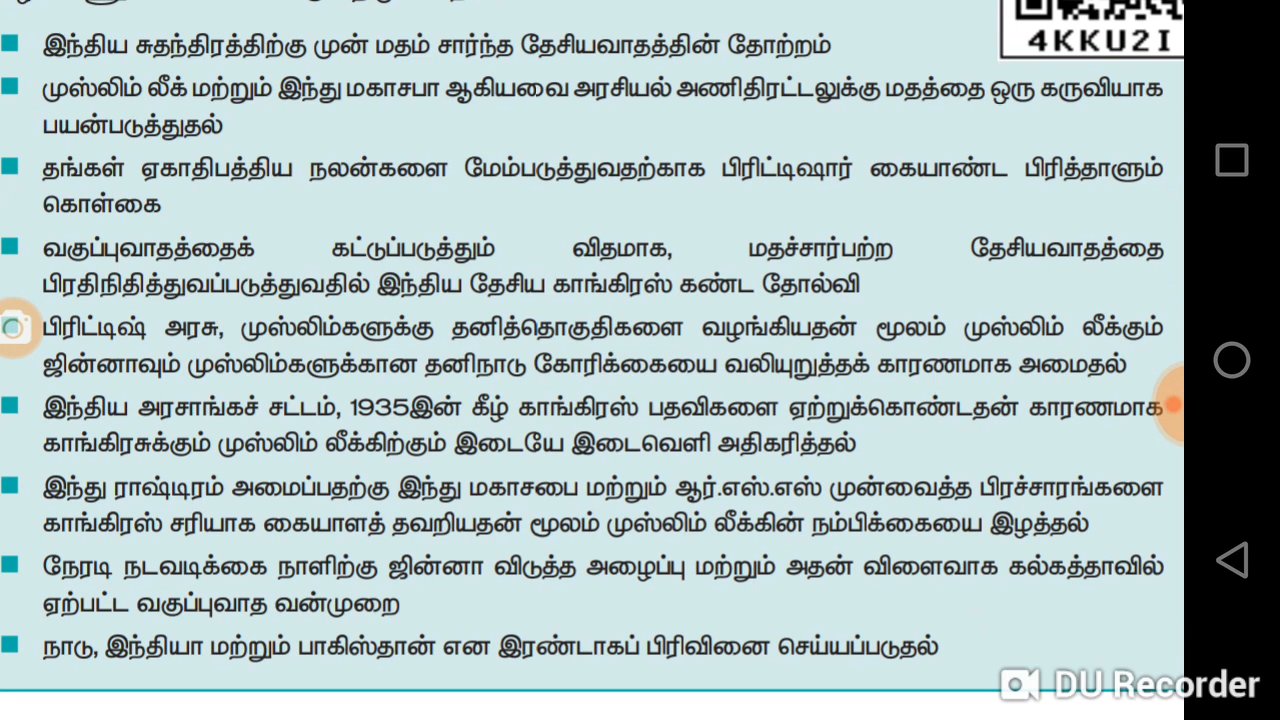 4KKU2I
இந்திய சுதந்திரத்திற்கு முன் மதம் சார்ந்த தேசியவாதத்தின் தோற்றம்
முஸ்லிம் லீக் மற்றும் இந்து மகாசபா ஆகியவை அரசியல் அணிதிரட்டலுக்கு மதத்தை ஒரு கருவியாக
பயன்படுத்துதல்
தங்கள் ஏகாதிபத்திய நலன்களை மேம்படுத்துவதற்காக பிரிட்டிஷார் கையாண்ட பிரித்தாளும்
கொள்கை
வகுப்புவாதத்தைக் கட்டுப்படுத்தும் விதமாக, மதச்சார்பற்ற தேசியவாதத்தை
பிரதிநிதித்துவப்படுத்துவதில் இந்திய தேசிய காங்கிரஸ் கண்ட தோல்வி
பிரிட்டிஷ் அரசு, முஸ்லிம்களுக்கு தனித்தொகுதிகளை வழங்கியதன் மூலம் முஸ்லிம் லீக்கும்
ஜின்னாவும் முஸ்லிம்களுக்கான தனிநாடு கோரிக்கையை வலியுறுத்தக் காரணமாக அமைதல்
இந்திய அரசாங்கச் சட்டம், 1935இன் கீழ் காங்கிரஸ் பதவிகளை ஏற்றுக்கொண்டதன் காரணமாக
காங்கிரசுக்கும் முஸ்லிம் லீக்கிற்கும் இடையே இடைவெளி அதிகரித்தல்
இந்து ராஷ்டிரம் அமைப்பதற்கு இந்து மகாசபை மற்றும் ஆர்.எஸ்.எஸ் முன்வைத்த பிரச்சாரங்களை
காங்கிரஸ் சரியாக கையாளத் தவறியதன் மூலம் முஸ்லிம் லீக்கின் நம்பிக்கையை இழத்தல்
நேரடி நடவடிக்கை நாளிற்கு ஜின்னா விடுத்த அழைப்பு மற்றும் அதன் விளைவாக கல்கத்தாவில்
ஏற்பட்ட வகுப்புவாத வன்முறை
நாடு, இந்தியா மற்றும் பாகிஸ்தான் என இரண்டாகப் பிரிவினை செய்யப்படுதல்
DU Recorder